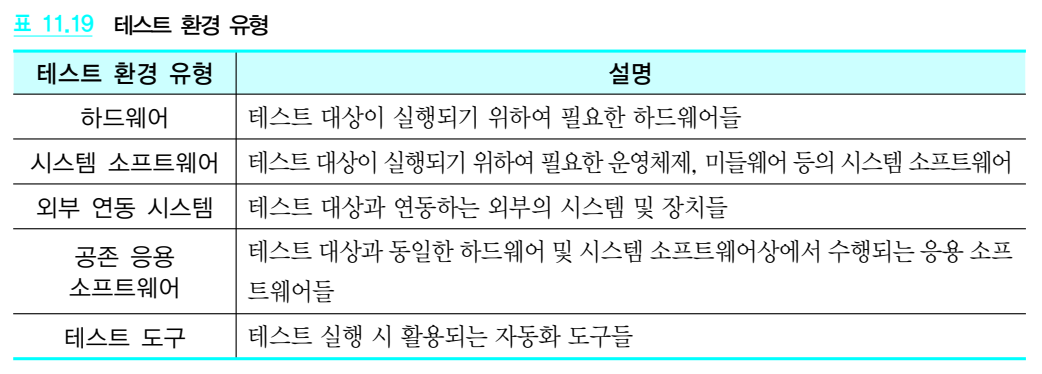 표 11.19 테스트 환경 유형
테스트 환경 유형 설명
하드웨어 테스트 대상이 실행되기 위하여 필요한 하드웨어들
시스템 소프트웨어 테스트 대상이 실행되기 위하여 필요한 운영체제, 미들웨어 등의 시스템 소프트웨어
외부 연동 시스템 테스트 대상과 연동하는 외부의 시스템 및 장치들
공존 응용
소프트웨어
테스트 대상과 동일한 하드웨어 및 시스템 소프트웨어상에서 수행되는 응용 소프
트웨어들
테스트 도구 테스트 실행 시 활용되는 자동화 도구들